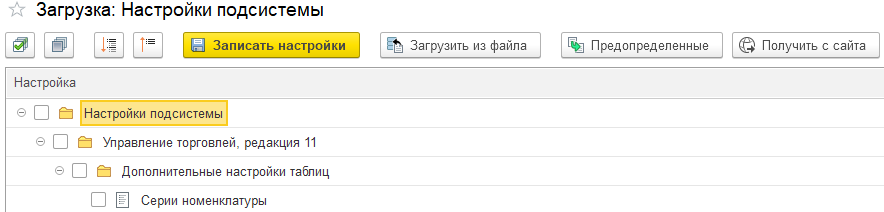 Загрузка: Настройки подсистемы
Записать настройки Загрузить из файла Предопределенные Получить с сайта
Настройка
Настройки подсистемы
Управление торговлей, редакция 11
Дополнительные настройки таблиц
Серии номенклатуры